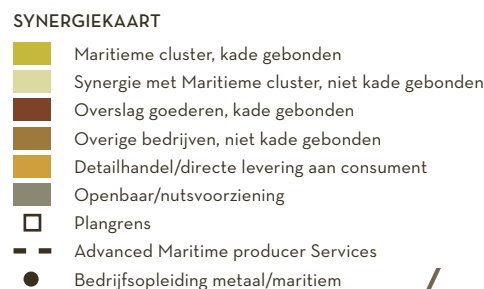 SYNERGIEKAART
Maritieme cluster, kade gebonden
Synergie met Maritieme cluster, niet kade gebonden
Overslag goederen, kade gebonden
Overige bedrijven, niet kade gebonden
Detailhandel/directe levering aan consument
Openbaar/nutsvoorziening
Plangrens
Advanced Maritime producer Services
Bedrijfsopleiding metaal/maritiem